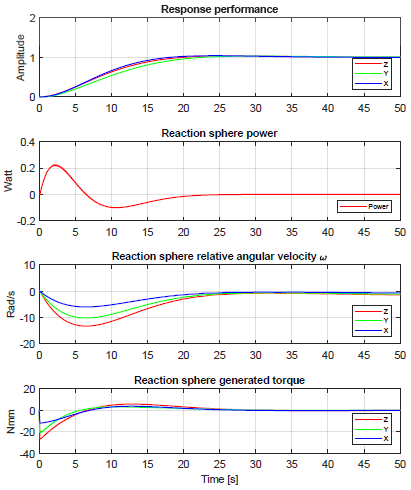 Response performance
Amplitude
2
1
0
Z
Y
X
0 5 10 15 20 25 30 35 40 45 50
Reaction sphere power
Watt
0.4
0.2
0
-0.2
Power
0 5 10 15 20 25 30 35 40 45 50
Reaction sphere relative angular velocity ω
Rad/s
10
0
-10
-20
Z
Y
X
0 5 10 15 20 25 30 35 40 45 50
Reaction sphere generated torque
Nmm
20
0
-20
-40
Z
Y
X
0 5 10 15 20 25 30 35 40 45 50
Time [s]